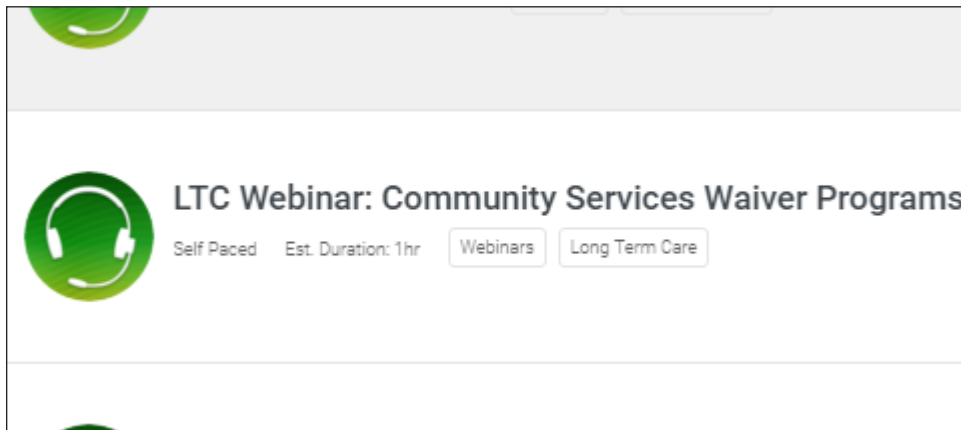 LTC Webinar: Community Services Waiver Programs
Self Paced Est. Duration: 1hr Webinars Long Term Care